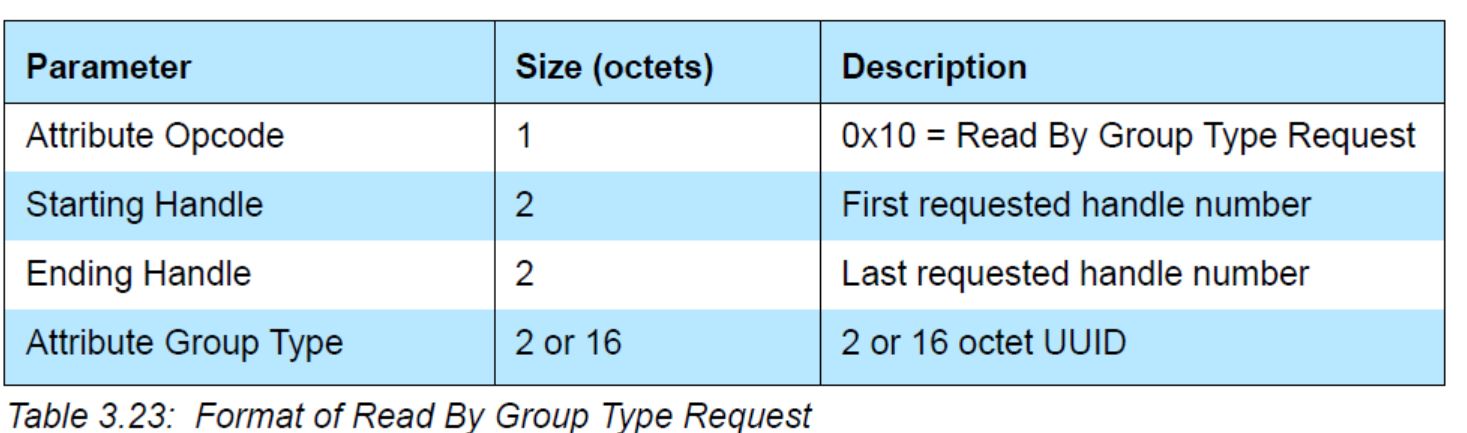 Parameter Size (octets) Description
Attribute Opcode 1 0x10 = Read By Group Type Request
Starting Handle 2 First requested handle number
Ending Handle 2 Last requested handle number
Attribute Group Type 2 or 16 2 or 16 octet UUID
Table 3.23: Format of Read By Group Type Request